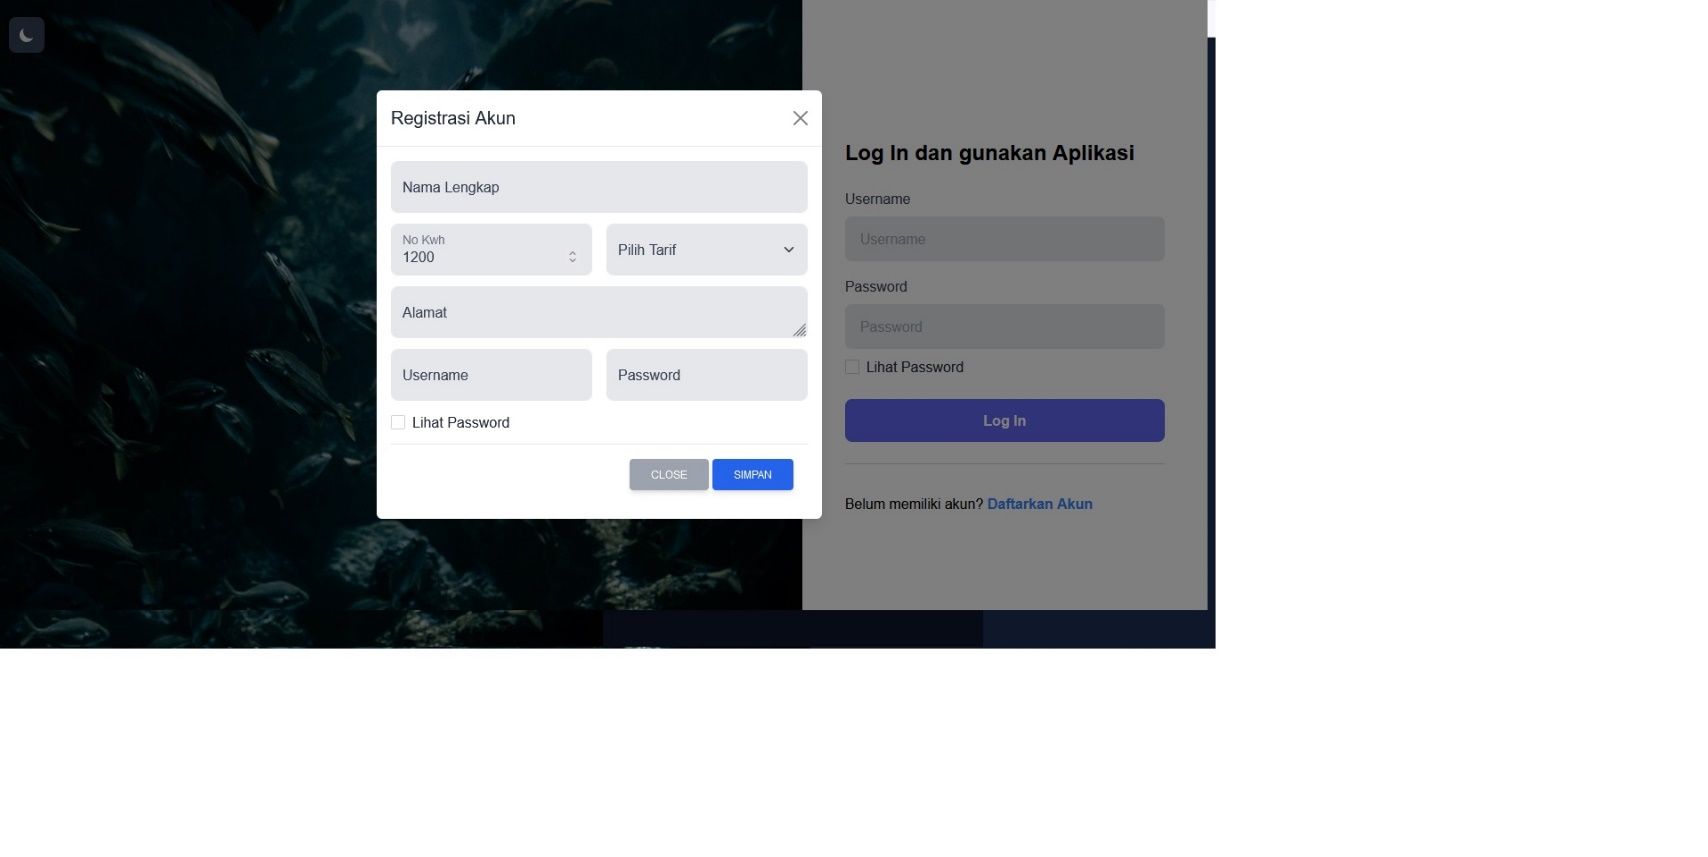 Registrasi Akun
Nama Lengkap
No Kwh
1200
Pilih Tarif
Alamat
Username
Password
Lihat Password
CLOSE
SIMPAN
Log In dan gunakan Aplikasi
Username
Username
Password
Password
Lihat Password
Log In
Belum memiliki akun? Daftarkan Akun